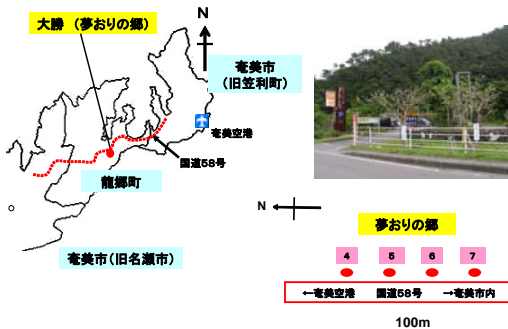 大勝 (夢おりの郷)
N
奄美市
(旧笠利町)
奄美空港
国道58号
龍郷町
奄美市(旧名瀬市)
N
夢おりの郷
4 5 6 7
←奄美空港 国道58号 →奄美市内
100m